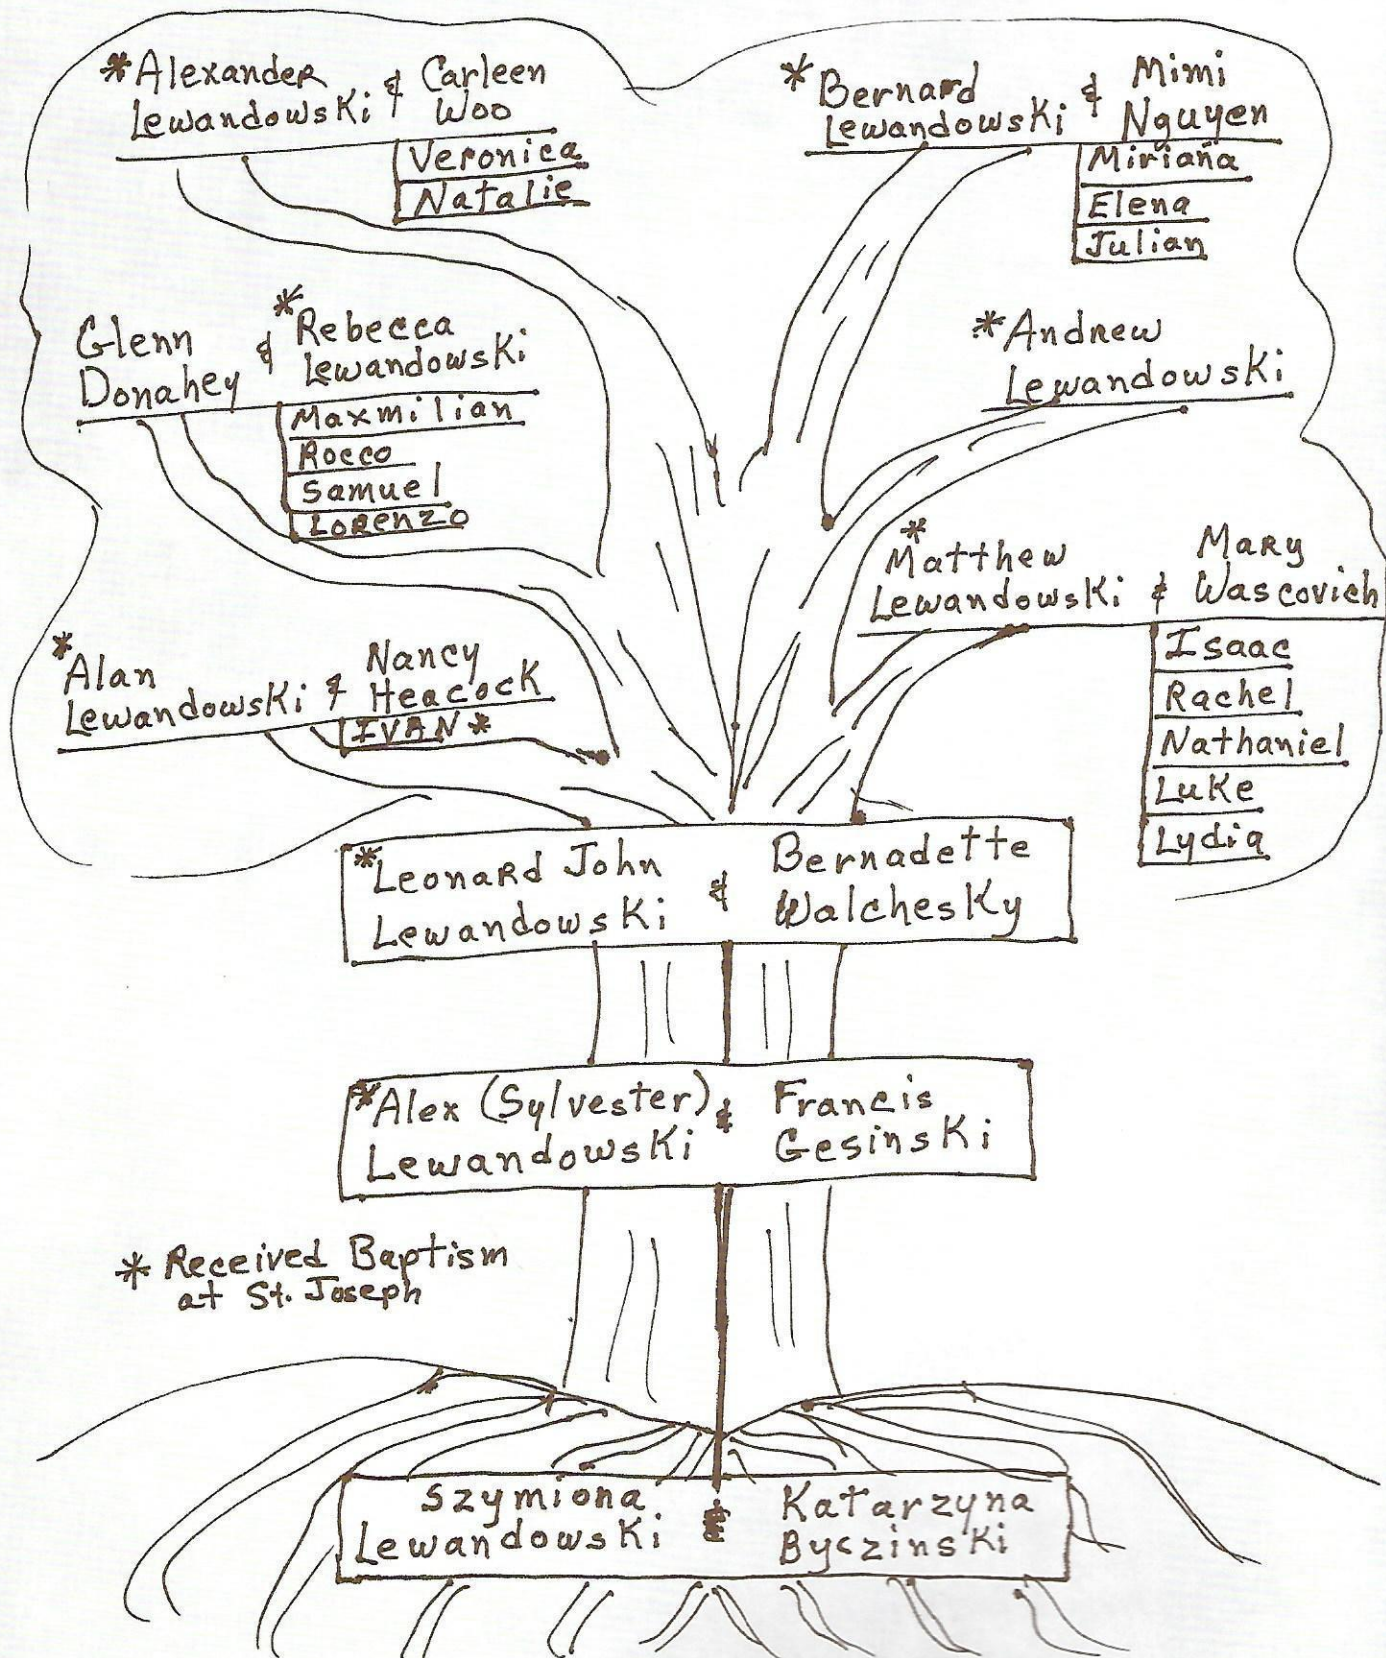 *Alexander
Lewandowski & Carleen
Woo
Veronica
Natalie
*Bernard
Lewandowski & Mimi
Nguyen
Miriana
Elena
Julian
Glenn
Donahey & *Rebecca
Lewandowski
Maxmilian
Rocco
Samuel
Lorenzo
*Andrew
Lewandowski
*Matthew
Lewandowski & Mary
Wascovich
Isaac
Rachel
Nathaniel
Luke
Lydia
*Alan
Lewandowski & Nancy
Heacock
IVAN *
*Leonard John
Lewandowski & Bernadette
Walchesky
*Alex (Sylvester)
Lewandowski & Francis
Gesinski
* Received Baptism
at St. Joseph
Szymiona
Lewandowski & Katarzyna
Byczinski